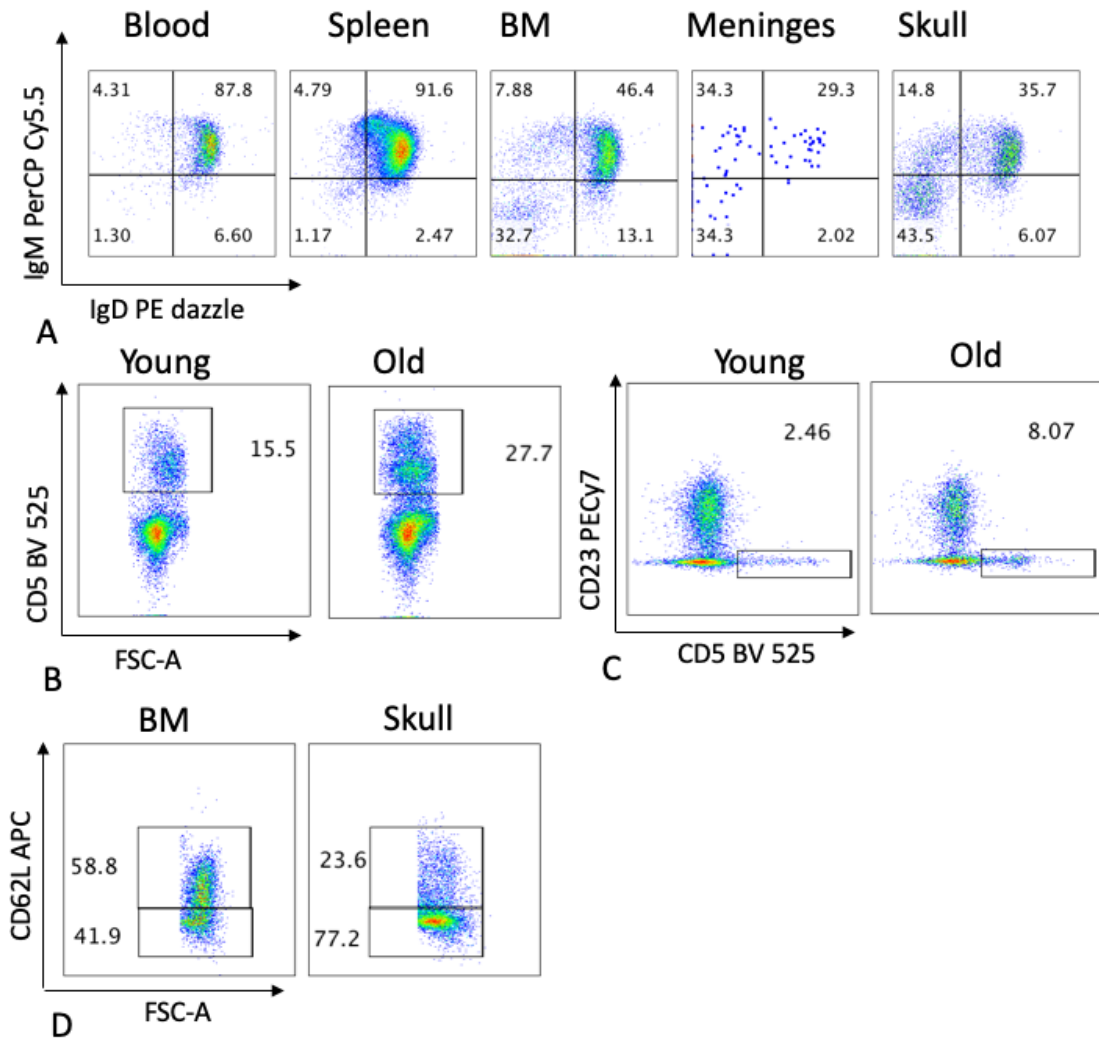 Blood Spleen BM Meninges Skull
IgM PerCP Cy5.5
4.31 87.8 4.79 91.6 7.88 46.4 34.3 29.3 14.8 35.7
1.30 6.60 1.17 2.47 32.7 13.1 34.3 2.02 43.5 6.07
IgD PE dazzle
A
Young Old
CD5 BV 525
15.5 27.7
FSC-A
B
Young Old
CD23 PECy7
2.46 8.07
CD5 BV 525
C
BM Skull
CD62L APC
58.8 23.6
41.9 77.2
FSC-A
D